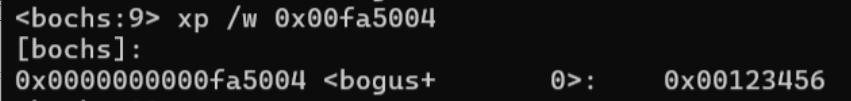 <bochs:9> xp /w 0x00fa5004
[bochs]:
0x0000000000fa5004 <bogus+       0>:    0x00123456